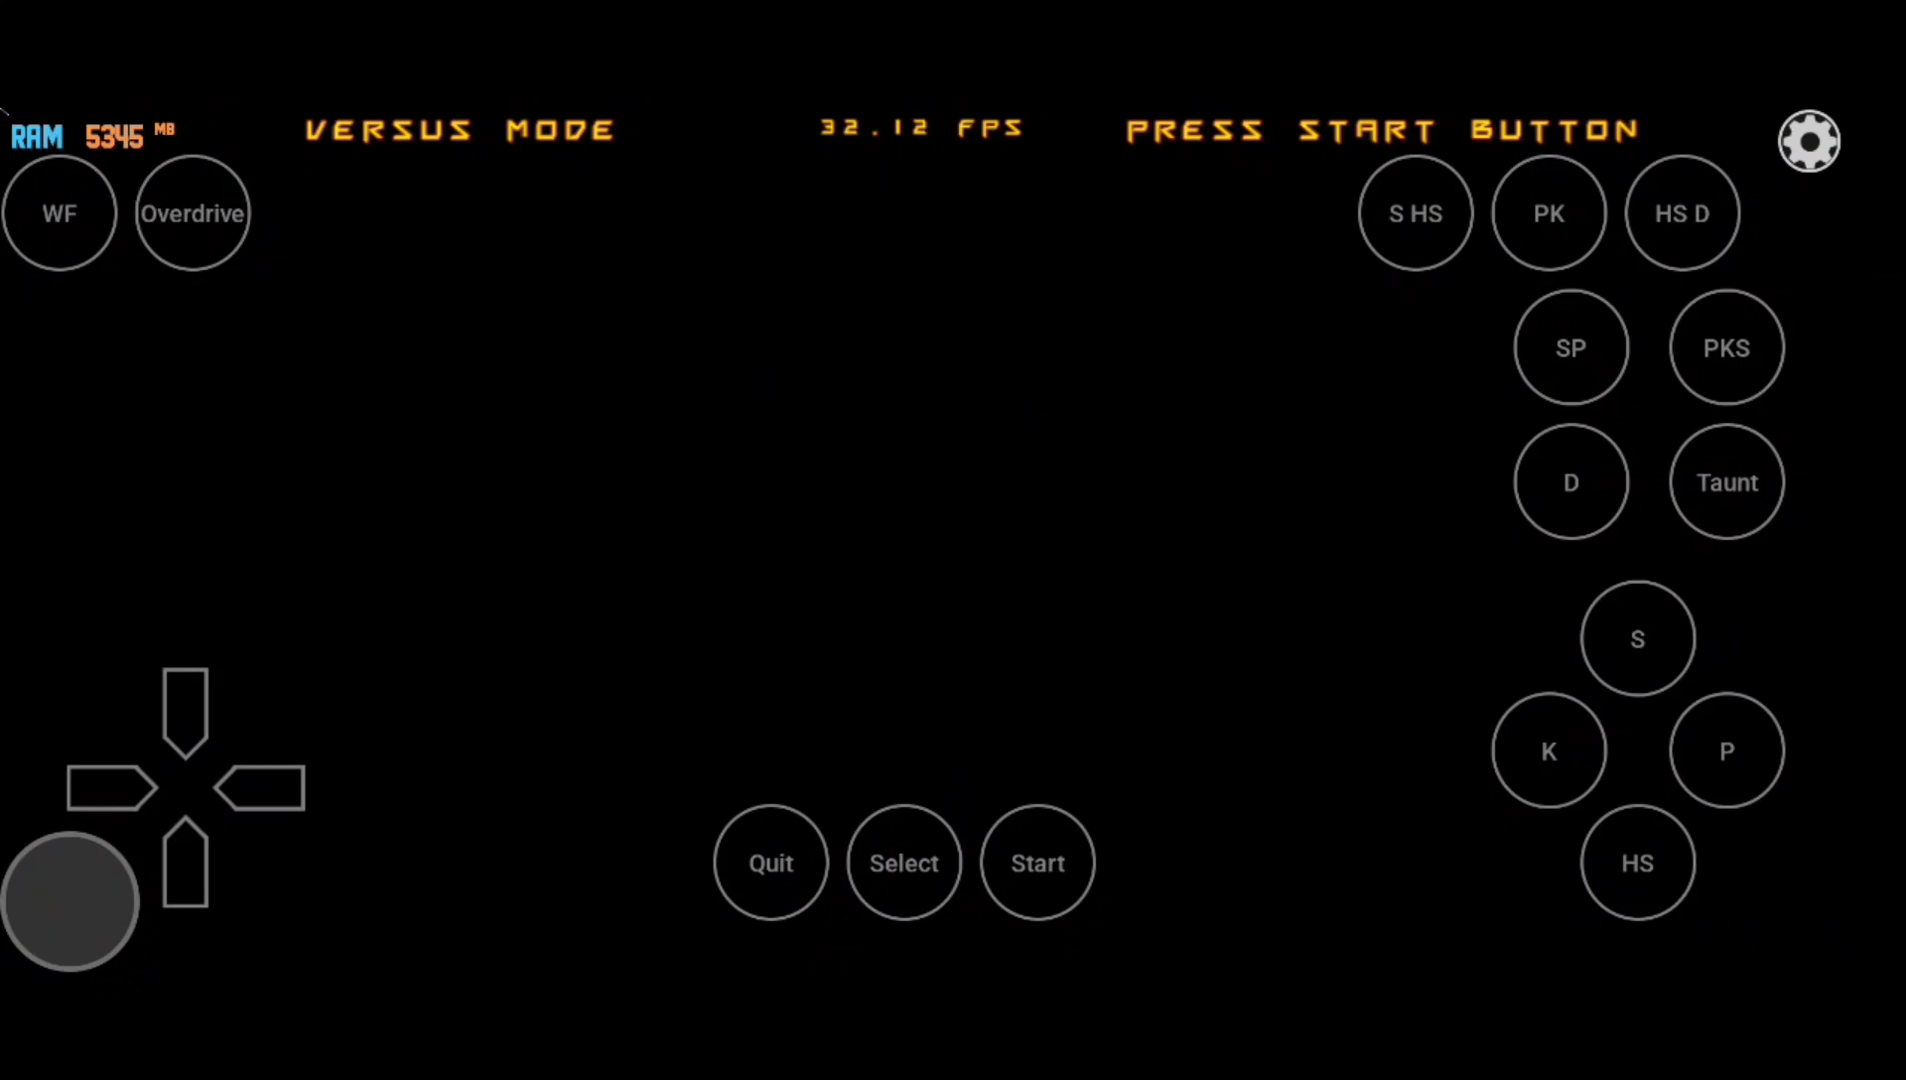 RAM 5345 MB VERSUS MODE 32.12 FPS PRESS START BUTTON
WF Overdrive S HS PK HS D
SP PKS
D Taunt
S
K P
Quit Select Start HS